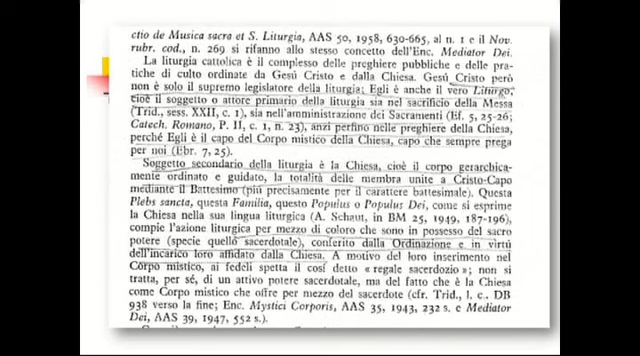 ctio de Musica sacra et S. Liturgia, AAS 50, 1958, 630-665, al n. 1 e il Nov.
rubr. cod., n. 269 si rifanno allo stesso concetto dell'Enc. Mediator Dei.
La liturgia cattolica è il complesso delle preghiere pubbliche e delle pra-
tiche di culto ordinate da Gesù Cristo e dalla Chiesa. Gesù Cristo però
non è solo il supremo legislatore della liturgia; Egli è anche il vero Liturgo,
cioè il soggetto o attore primario della liturgia sia nel sacrificio della Messa
(Trid., sess. XXII, c. 1), sia nell'amministrazione dei Sacramenti (Ef. 5, 25-26;
Catech. Romano, P. II, c. 1, n. 23), anzi perfino nelle preghiere della Chiesa,
perché Egli è il capo del Corpo mistico della Chiesa, capo che sempre prega
per noi (Ebr. 7, 25).
Soggetto secondario della liturgia è la Chiesa, cioè il corpo gerarchica-
mente ordinato e guidato, la totalità delle membra unite a Cristo-Capo
mediante il Battesimo (più precisamente per il carattere battesimale). Questa
Plebs sancta, questa Familia, questo Populus o Populus Dei, come si esprime
la Chiesa nella sua lingua liturgica (A. Schaut, in BM 25, 1949, 187-196),
compie l'azione liturgica per mezzo di coloro che sono in possesso del sacro
potere (specie quello sacerdotale), conferito dalla Ordinazione e in virtù
dell'incarico loro affidato dalla Chiesa. A motivo del loro inserimento nel
Corpo mistico, ai fedeli spetta il così detto « regale sacerdozio »; non si
tratta, per sé, di un attivo potere sacerdotale, ma del fatto che è la Chiesa
come Corpo mistico che offre per mezzo del sacerdote (cfr. Trid., l. c., DB
938 verso la fine; Enc. Mystici Corporis, AAS 35, 1943, 232 s. e Mediator
Dei, AAS 39, 1947, 552 s.).